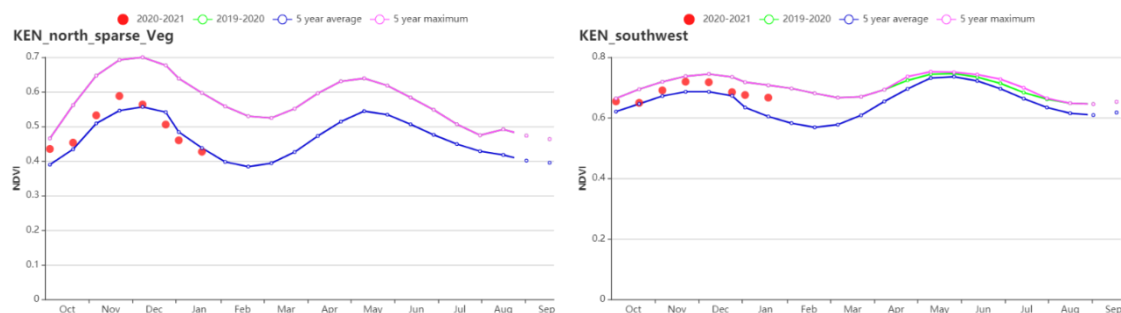 2020-2021 2019-2020 5 year average 5 year maximum
KEN_north_sparse_Veg
0.7
0.6
0.5
0.4
0.3
0.2
0.1
0
NDVI
Oct Nov Dec Jan Feb Mar Apr May Jun Jul Aug Sep
2020-2021 2019-2020 5 year average 5 year maximum
KEN_southwest
0.8
0.6
0.4
0.2
0
NDVI
Oct Nov Dec Jan Feb Mar Apr May Jun Jul Aug Sep